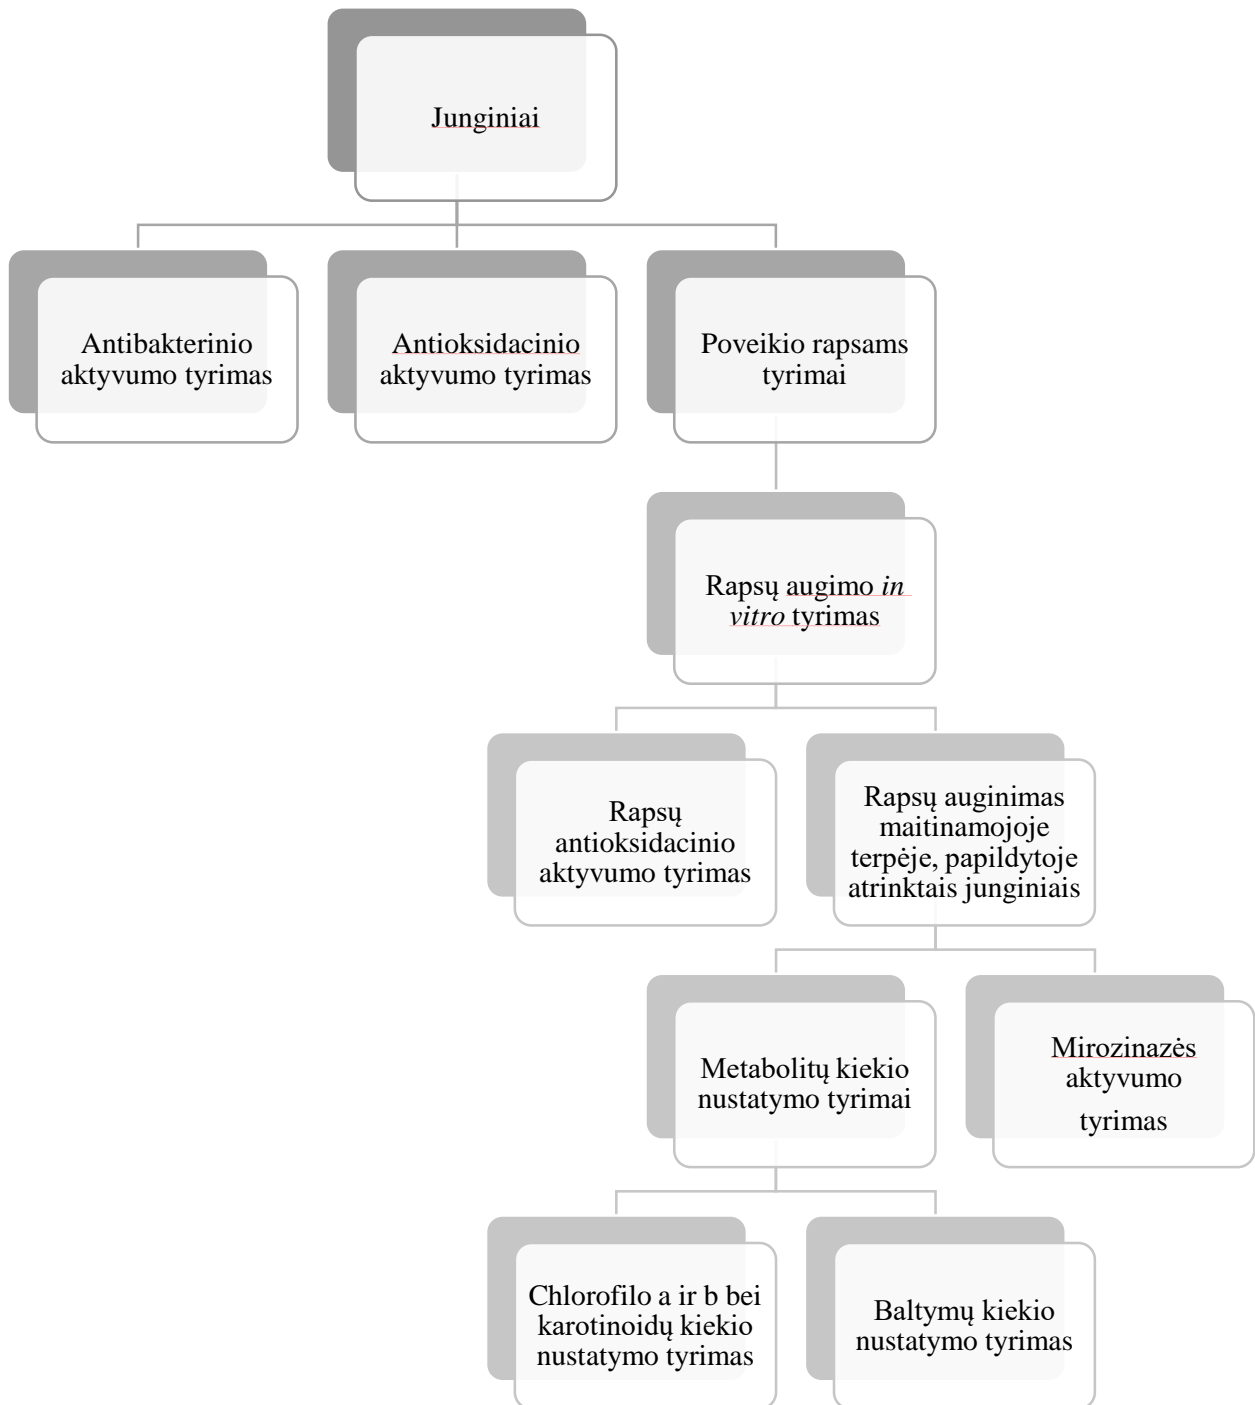 Juniginiai
Antibakterinio
aktyvumo tyrimas
Antioksidacinio
aktyvumo tyrimas
Poveikio rapsams
tyrimai
Rapsų augimo in
vitro tyrimas
Rapsų
antioksidacinio
aktyvumo tyrimas
Rapsų auginimas
maitinamojoje
terpėje, papildytoje
atrinktais junginiais
Metabolitų kiekio
nustatymo tyrimai
Mirozinazės
aktyvumo
tyrimas
Chlorofilo a ir b bei
karotinoidų kiekio
nustatymo tyrimas
Baltymų kiekio
nustatymo tyrimas